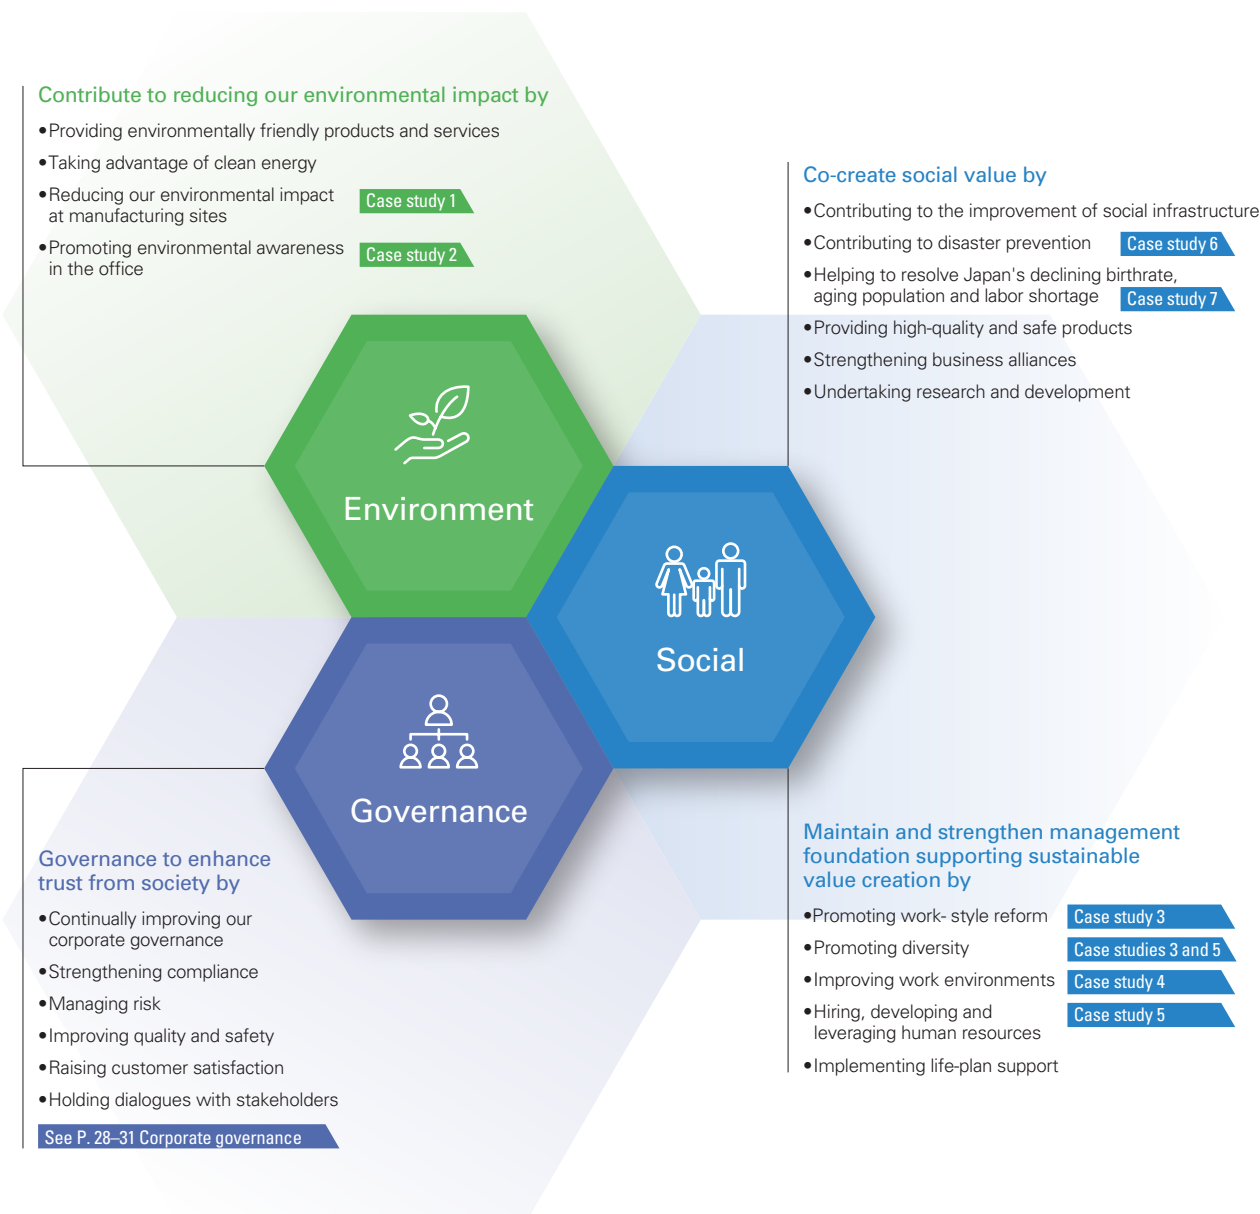 Contribute to reducing our environmental impact by
•Providing environmentally friendly products and services
•Taking advantage of clean energy
•Reducing our environmental impact
at manufacturing sites
Case study 1
•Promoting environmental awareness
in the office
Case study 2
Co-create social value by
•Contributing to the improvement of social infrastructure
•Contributing to disaster prevention
Case study 6
•Helping to resolve Japan's declining birthrate,
aging population and labor shortage
Case study 7
•Providing high-quality and safe products
•Strengthening business alliances
•Undertaking research and development
Environment
Social
Governance
Governance to enhance
trust from society by
•Continually improving our
corporate governance
•Strengthening compliance
•Managing risk
•Improving quality and safety
•Raising customer satisfaction
•Holding dialogues with stakeholders
See P. 28–31 Corporate governance
Maintain and strengthen management
foundation supporting sustainable
value creation by
•Promoting work- style reform
Case study 3
•Promoting diversity
Case studies 3 and 5
•Improving work environments
Case study 4
•Hiring, developing and
leveraging human resources
Case study 5
•Implementing life-plan support